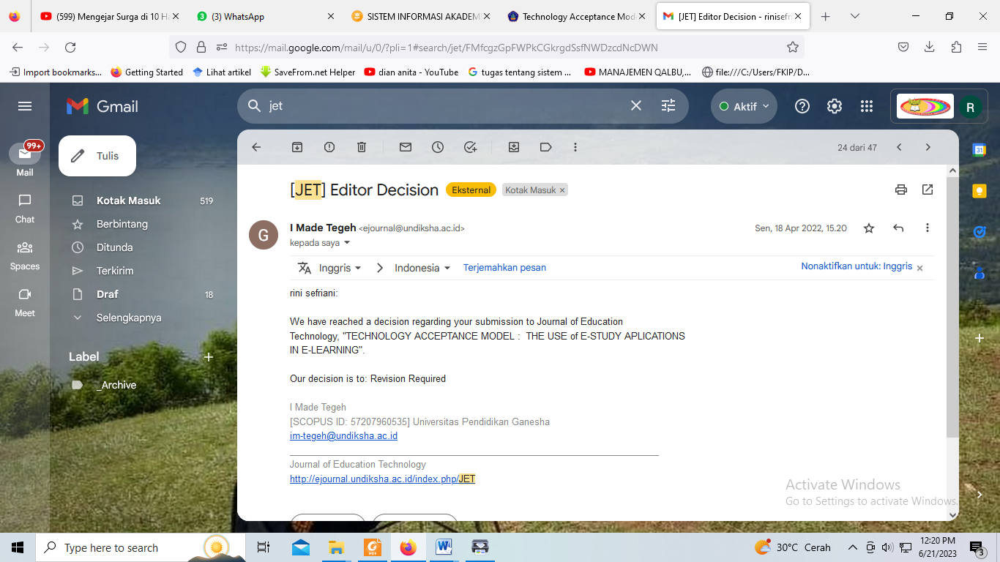 (599) Mengejar Surga di 10 Ha
(3) WhatsApp
SISTEM INFORMASI AKADEMI
Technology Acceptance Mod
[JET] Editor Decision - rinisefri
https://mail.google.com/mail/u/0/?pli=1#search/jet/FMfcgzGpFWPkCGkrgdSsfNWDzcdNcDWN
Import bookmarks...
Getting Started
Lihat artikel
SaveFrom.net Helper
dian anita - YouTube
tugas tentang sistem ...
MANAJEMEN QALBU,...
file:///C:/Users/FKIP/D...
Gmail
jet
Aktif
R
99+
Mail
Chat
Spaces
Meet
Tulis
Kotak Masuk 519
Berbintang
Ditunda
Terkirim
Draf 18
Selengkapnya
Label
_Archive
24 dari 47
[JET] Editor Decision Eksternal Kotak Masuk ×
G
I Made Tegeh <ejournal@undiksha.ac.id>
Sen, 18 Apr 2022, 15.20
kepada saya
Inggris Indonesia Terjemahkan pesan Nonaktifkan untuk: Inggris
rini sefriani:
We have reached a decision regarding your submission to Journal of Education
Technology, "TECHNOLOGY ACCEPTANCE MODEL :  THE USE of E-STUDY APLICATIONS
IN E-LEARNING".
Our decision is to: Revision Required
I Made Tegeh
[SCOPUS ID: 57207960535] Universitas Pendidikan Ganesha
im-tegeh@undiksha.ac.id
Journal of Education Technology
http://ejournal.undiksha.ac.id/index.php/JET
31
Activate Windows
Go to Settings to activate Windows.
Type here to search
30°C Cerah
12:20 PM
6/21/2023
3